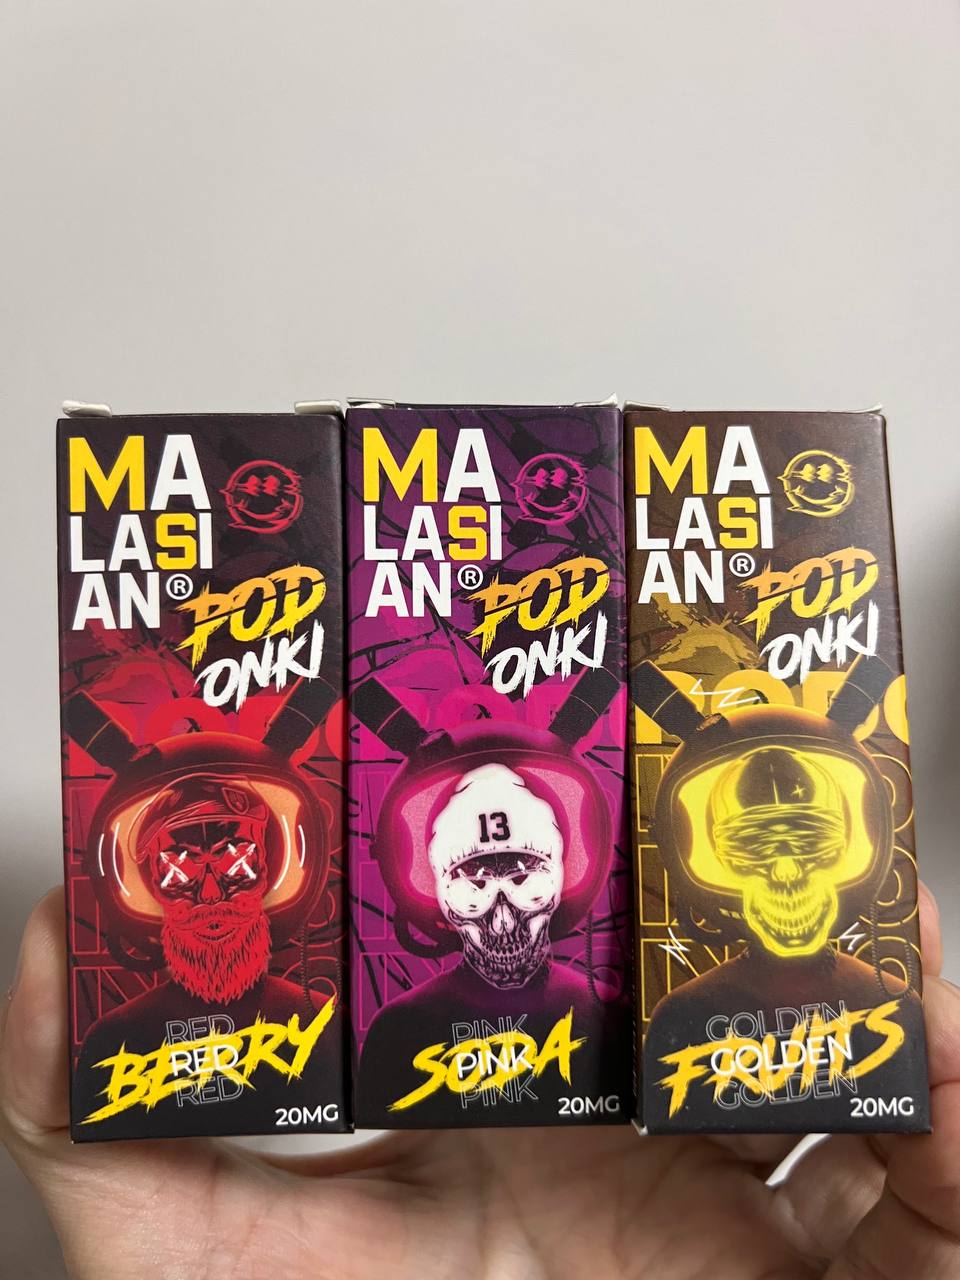 MA
LASI
AN®
POD
ONKI
RED
BERRY
RED
RED
20MG
MA
LASI
AN®
POD
ONKI
13
PINK
SODA
PINK
PINK
20MG
MA
LASI
AN®
POD
ONKI
GOLDEN
FRUITS
GOLDEN
GOLDEN
20MG